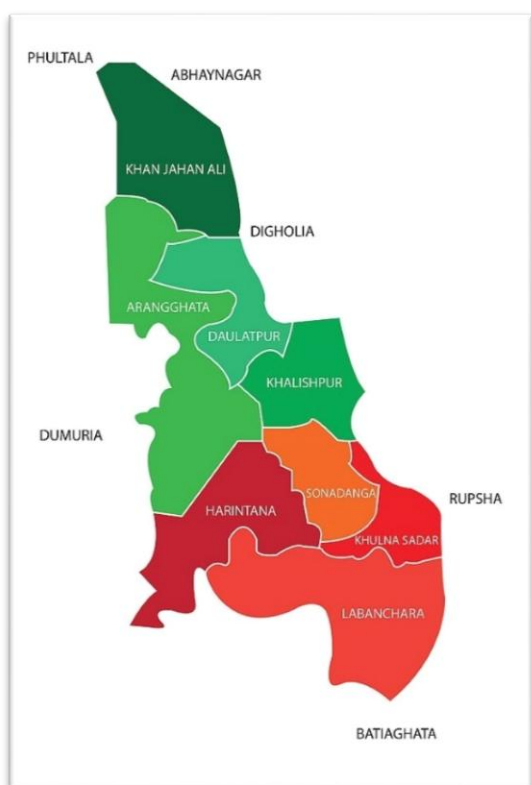 PHULTALA
ABHAYNAGAR
KHAN JAHAN ALI
DIGHOLIA
ARANGGHATA
DAULATPUR
KHALISHPUR
DUMURIA
SONADANGA
RUPSHA
HARINTANA
KHULNA SADAR
LABANCHARA
BATIAGHATA